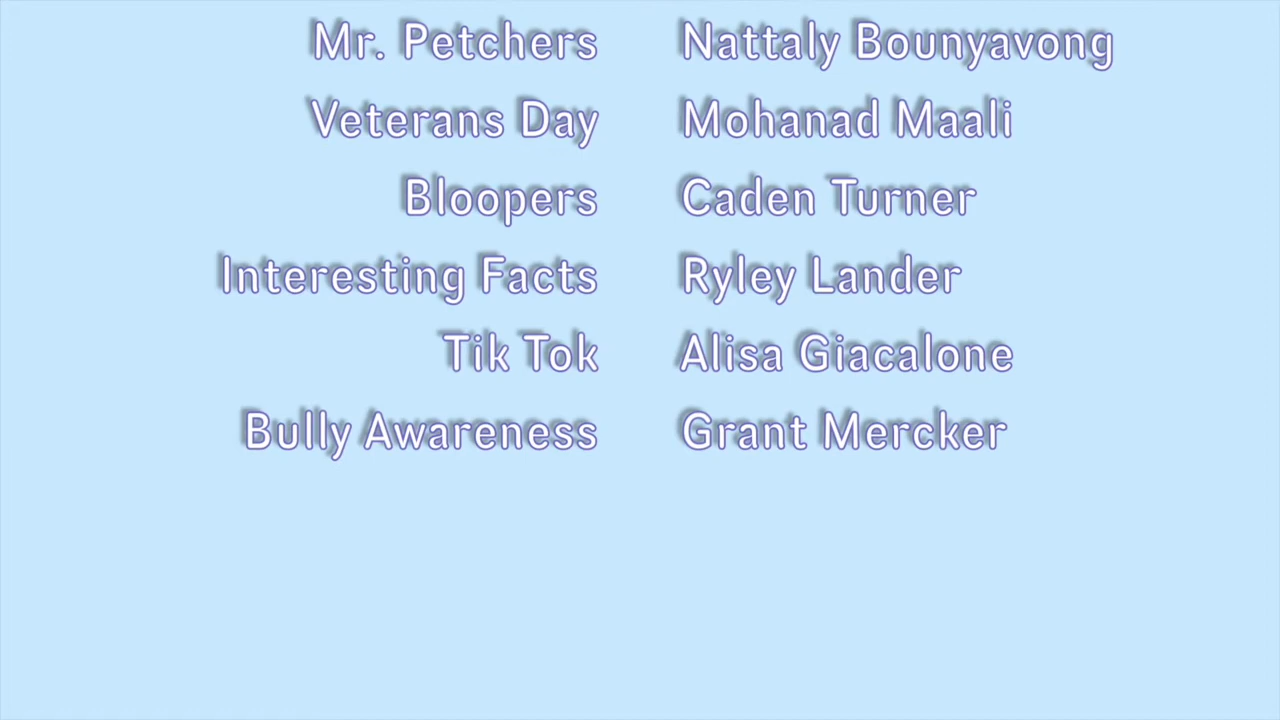 Mr. Petchers Nattaly Bounyavong
Veterans Day Mohanad Maali
Bloopers Caden Turner
Interesting Facts Ryley Lander
Tik Tok Alisa Giacalone
Bully Awareness Grant Mercker